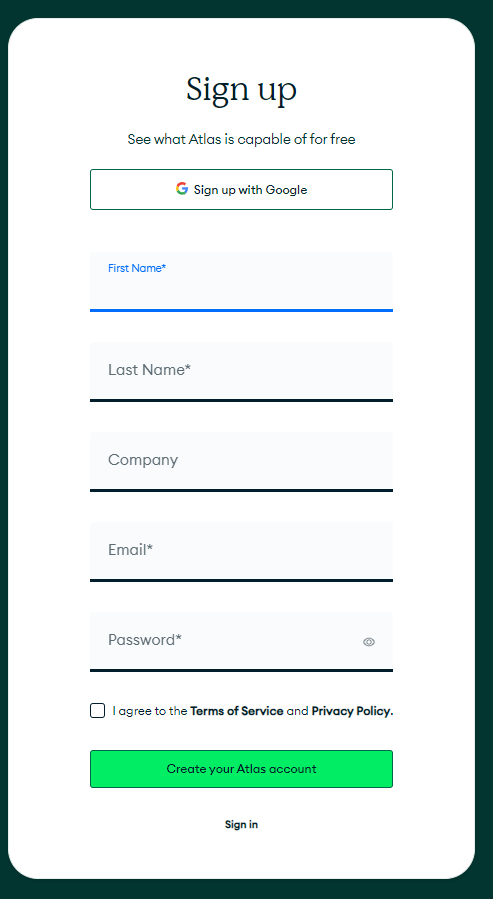 Sign up
See what Atlas is capable of for free
Sign up with Google
First Name*
Last Name*
Company
Email*
Password*
I agree to the Terms of Service and Privacy Policy.
Create your Atlas account
Sign in